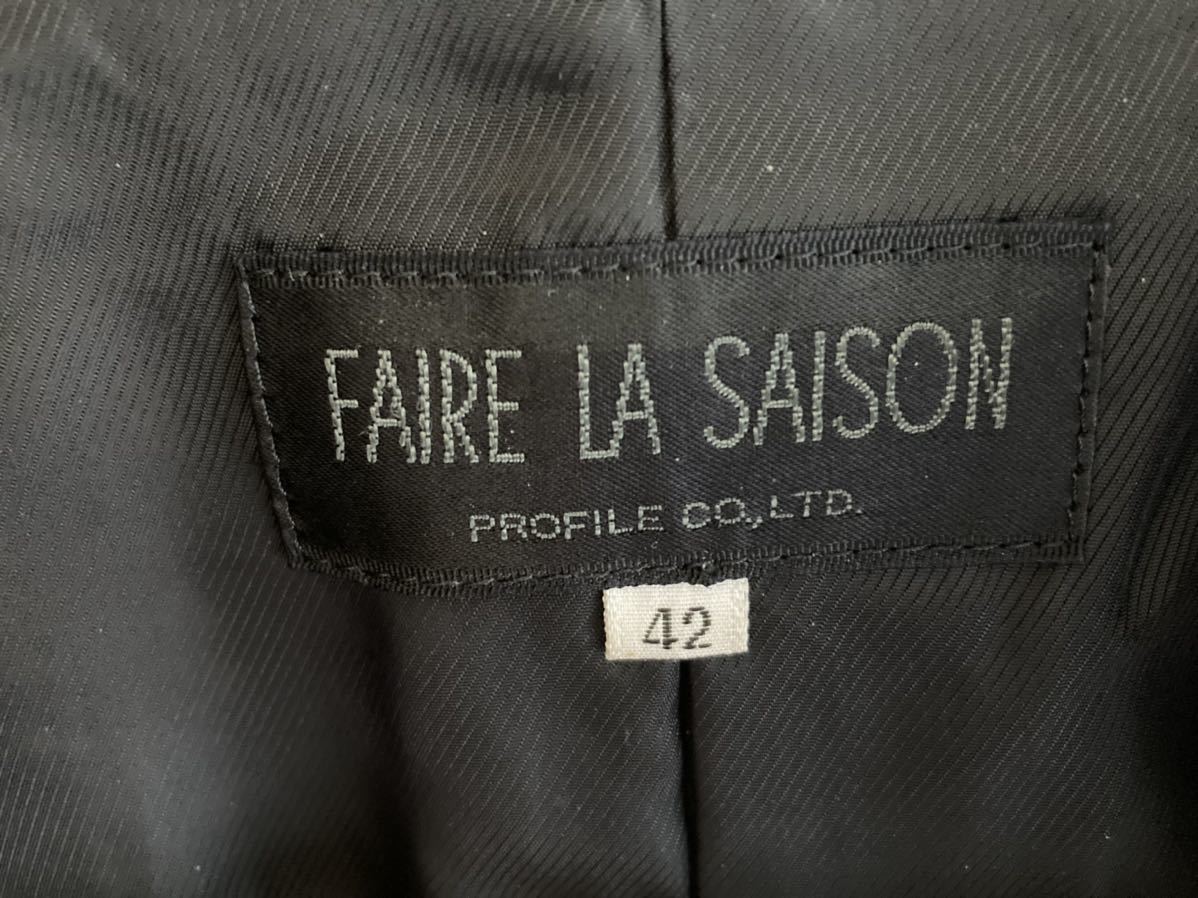 FAIRE LA SAISON
PROFILE CO.,LTD.
42